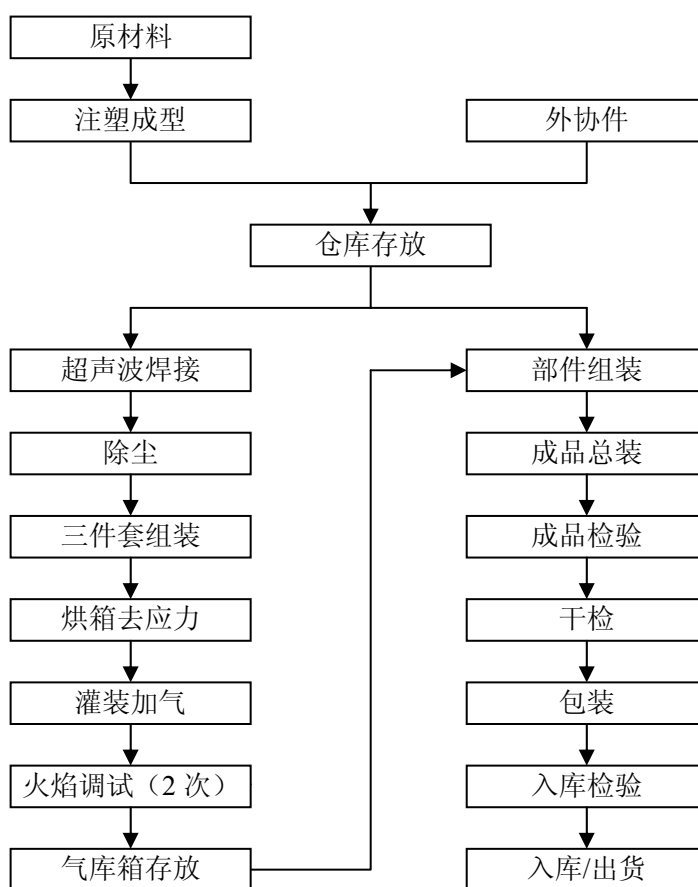 原材料
注塑成型
外协件
仓库存放
超声波焊接
部件组装
除尘
成品总装
三件套组装
成品检验
烘箱去应力
干检
灌装加气
包装
火焰调试（2 次）
入库检验
气库箱存放
入库/出货